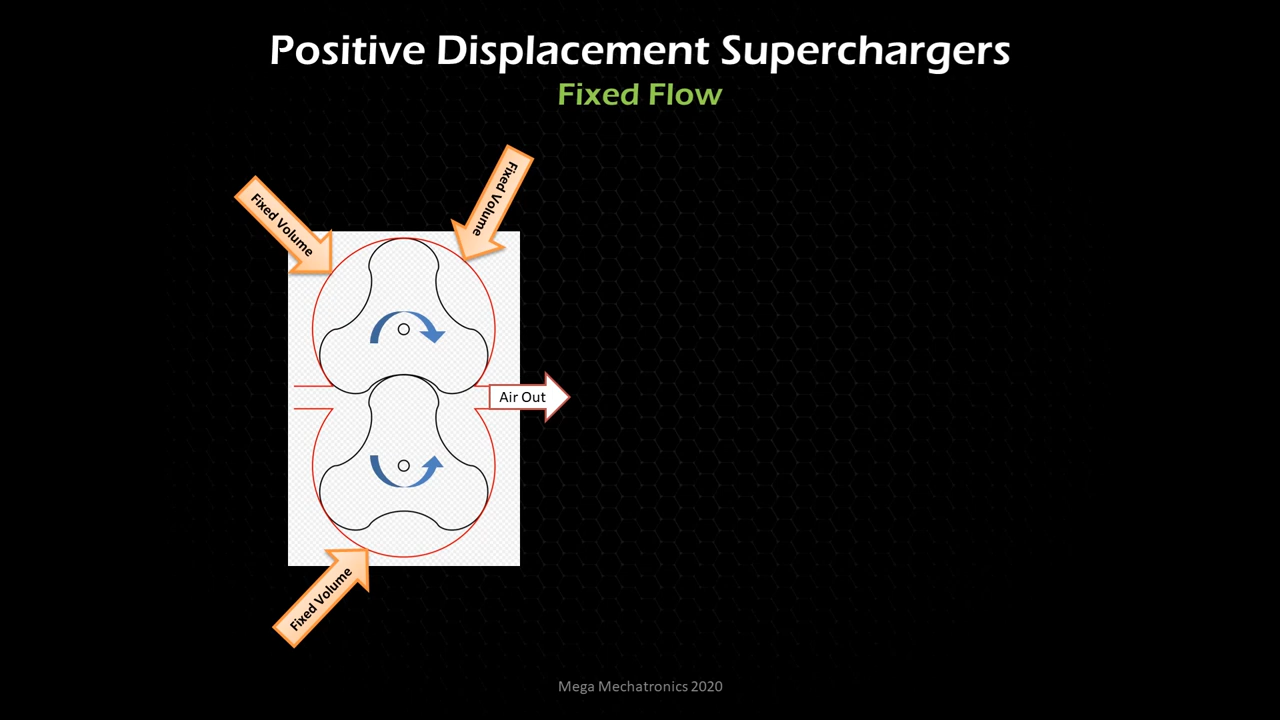 Positive Displacement Superchargers
Fixed Flow
Fixed Volume
Fixed Volume
Air Out
Fixed Volume
Mega Mechatronics 2020